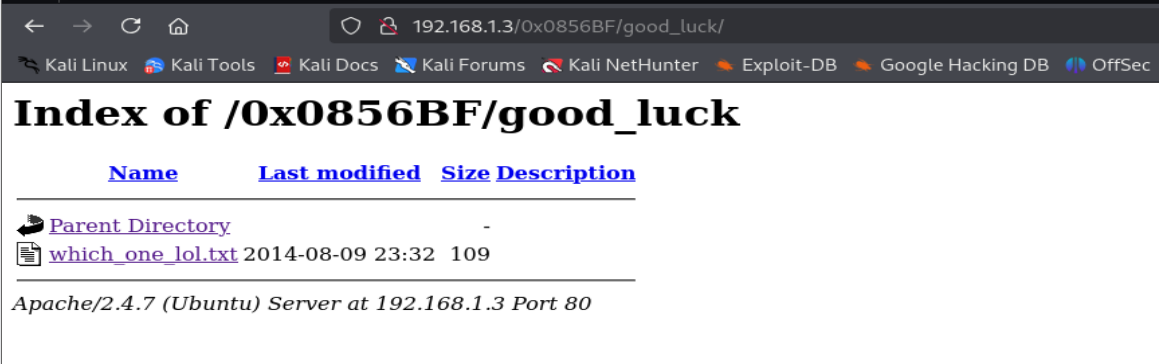 192.168.1.3/0x0856BF/good_luck/
Kali Linux Kali Tools Kali Docs Kali Forums Kali NetHunter Exploit-DB Google Hacking DB OffSec
Index of /0x0856BF/good_luck
Name Last modified Size Description
Parent Directory -
which_one_lol.txt 2014-08-09 23:32 109
Apache/2.4.7 (Ubuntu) Server at 192.168.1.3 Port 80